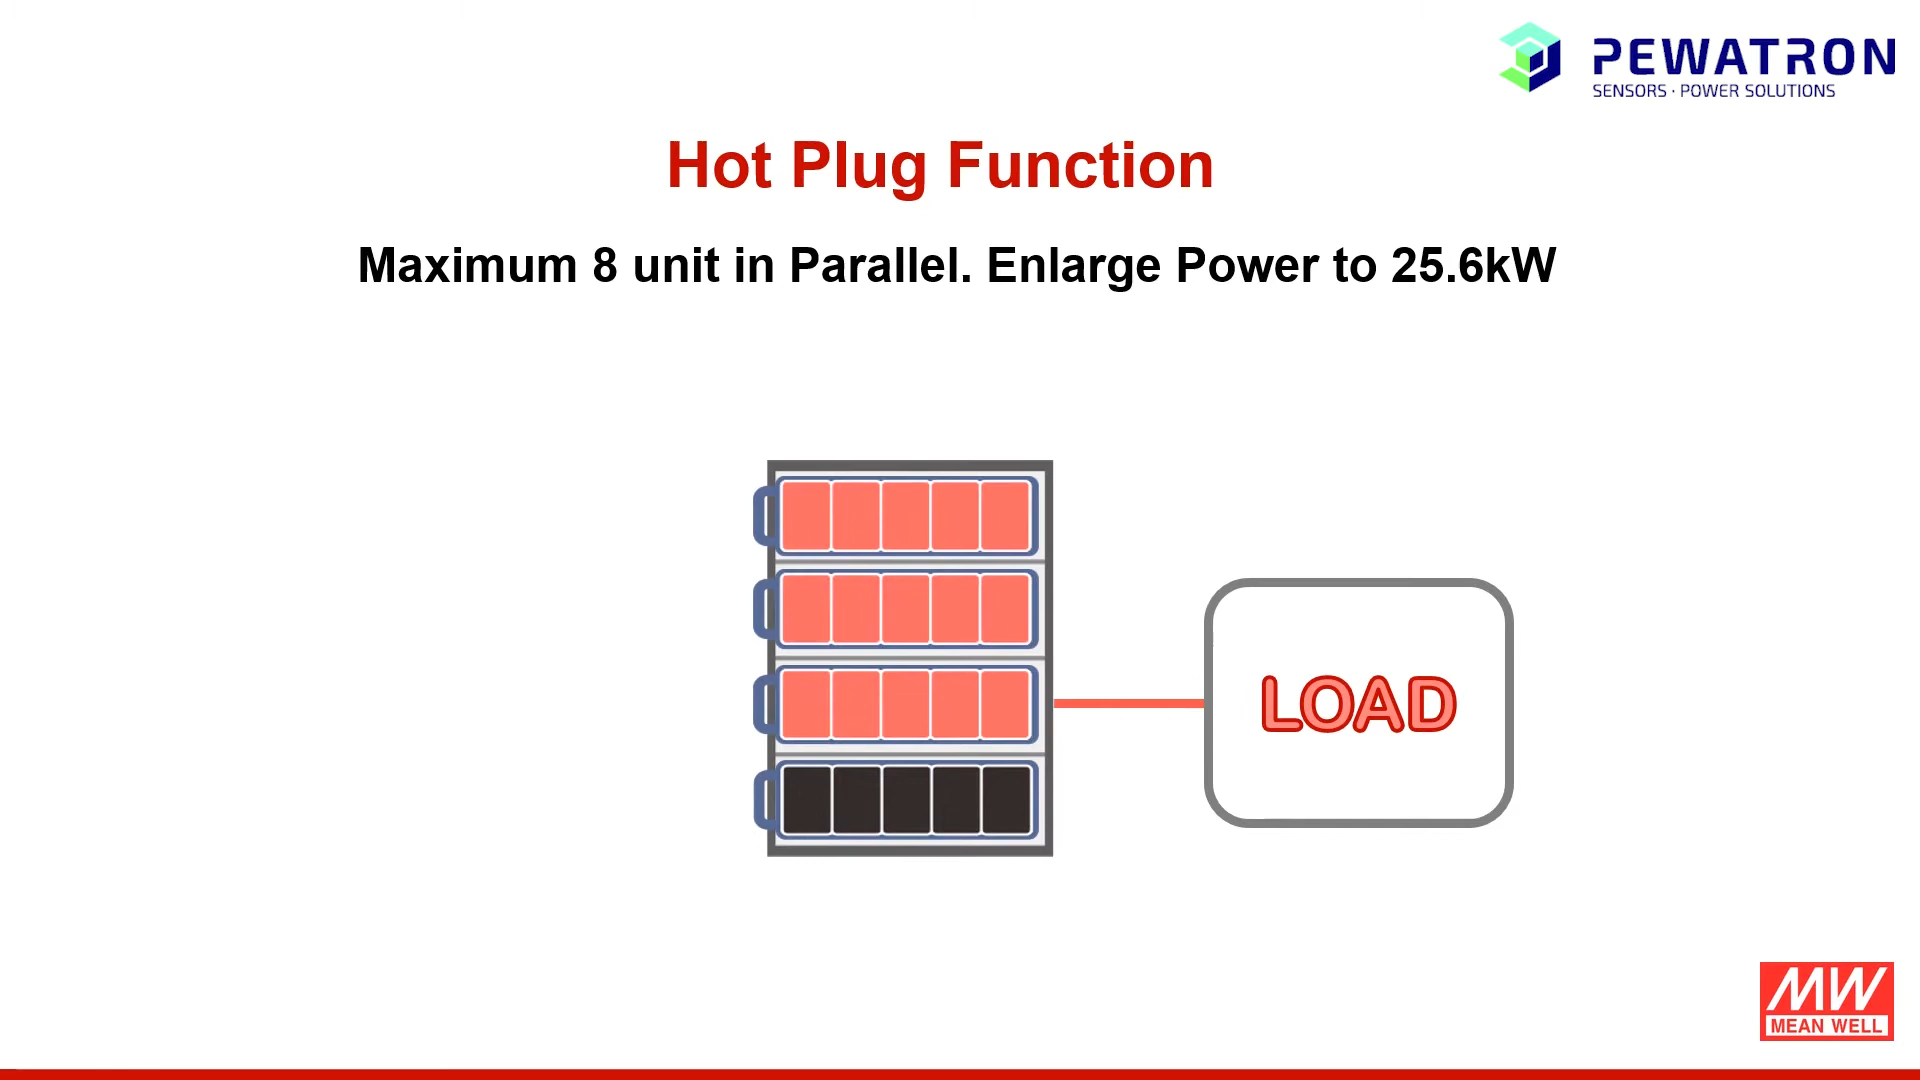 PEWATRON
SENSORS · POWER SOLUTIONS
Hot Plug Function
Maximum 8 unit in Parallel. Enlarge Power to 25.6kW
LOAD
MW
MEAN WELL